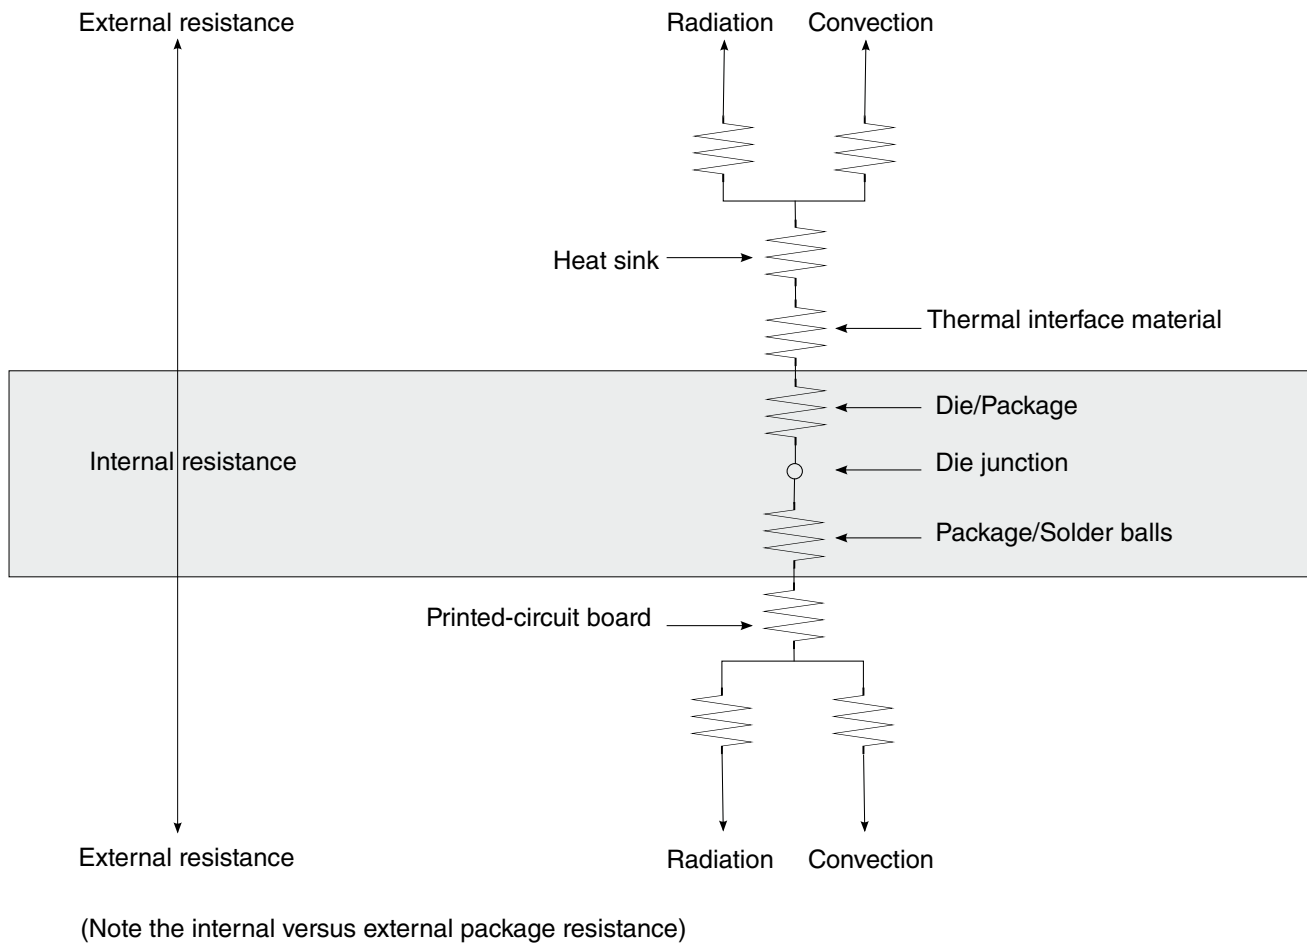 External resistance
Radiation
Convection
Heat sink
Thermal interface material
Die/Package
Internal resistance
Die junction
Package/Solder balls
Printed-circuit board
External resistance
Radiation
Convection
(Note the internal versus external package resistance)